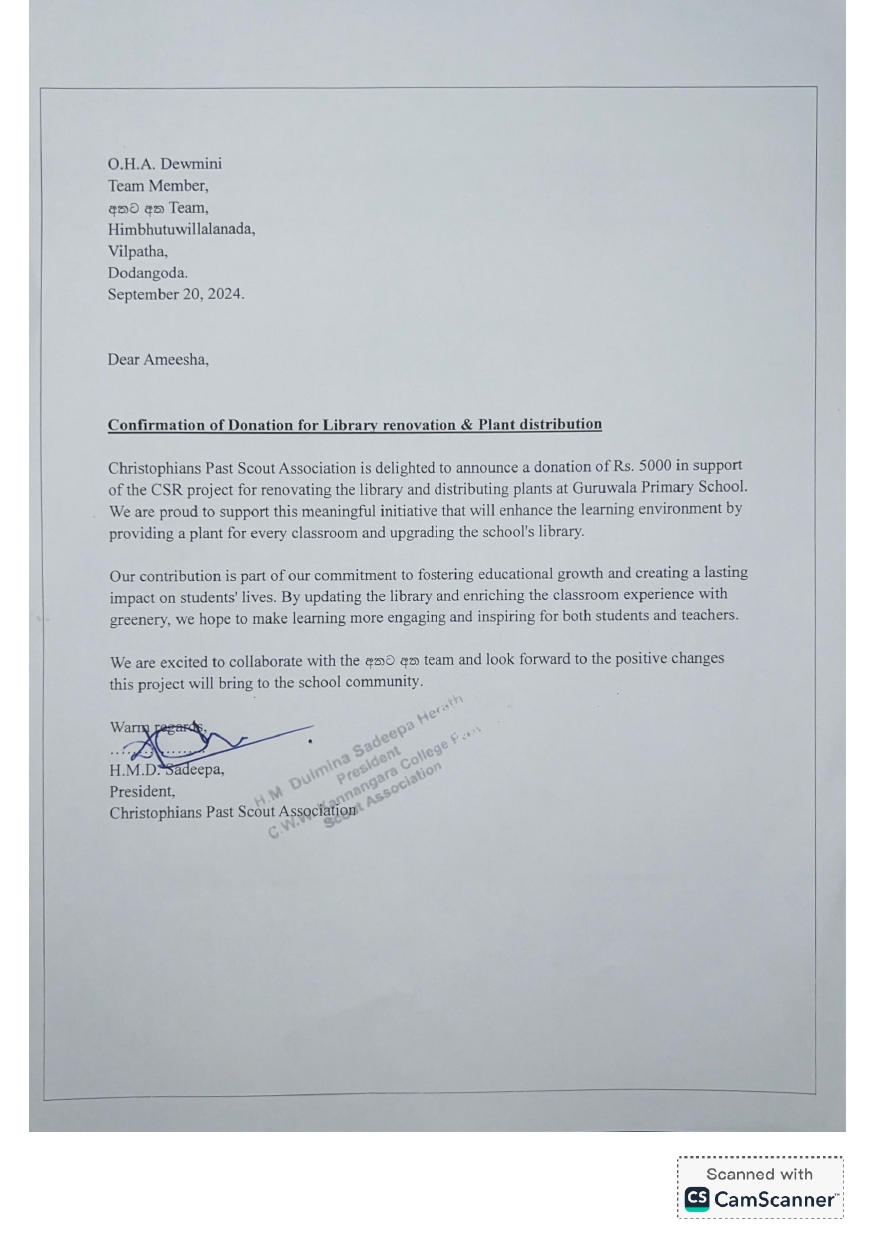 O.H.A. Dewmini
Team Member,
අතට අත Team,
Himbhutuwillalanada,
Vilpatha,
Dodangoda.
September 20, 2024.
Dear Ameesha,
Confirmation of Donation for Library renovation & Plant distribution
Christophians Past Scout Association is delighted to announce a donation of Rs. 5000 in support
of the CSR project for renovating the library and distributing plants at Guruwala Primary School.
We are proud to support this meaningful initiative that will enhance the learning environment by
providing a plant for every classroom and upgrading the school's library.
Our contribution is part of our commitment to fostering educational growth and creating a lasting
impact on students' lives. By updating the library and enriching the classroom experience with
greenery, we hope to make learning more engaging and inspiring for both students and teachers.
We are excited to collaborate with the අතට අත team and look forward to the positive changes
this project will bring to the school community.
Warm regards,
H.M.D. Sadeepa,
President,
Christophians Past Scout Association
H.M Dulmina Sadeepa Herath
President
C.W.W. Kannangara College
Scout Association
Scanned with
CS CamScanner™